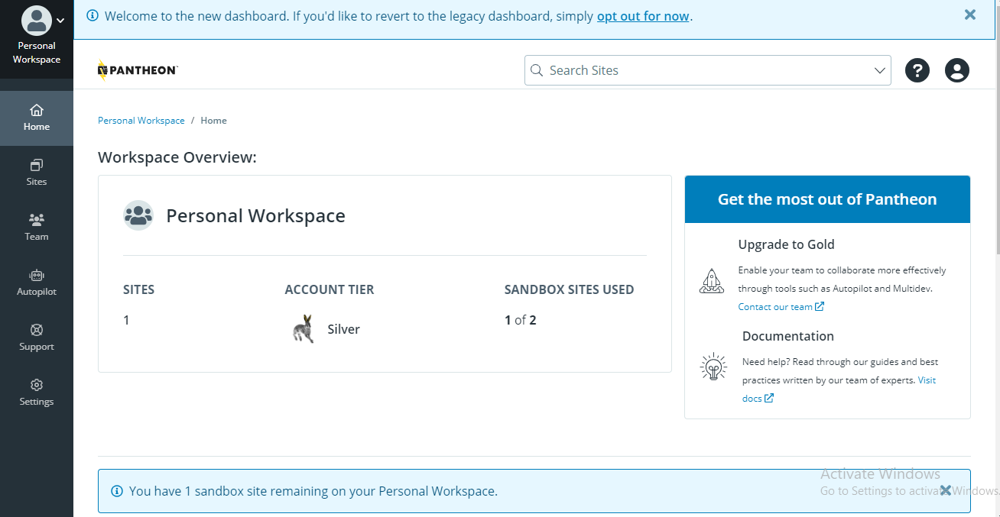 Welcome to the new dashboard. If you'd like to revert to the legacy dashboard, simply opt out for now.
Personal
Workspace
PANTHEON
Search Sites
?
Home
Sites
Team
Autopilot
Support
Settings
Personal Workspace / Home
Workspace Overview:
Personal Workspace
SITES
1
ACCOUNT TIER
Silver
SANDBOX SITES USED
1 of 2
Get the most out of Pantheon
Upgrade to Gold
Enable your team to collaborate more effectively
through tools such as Autopilot and Multidev.
Contact our team
Documentation
Need help? Read through our guides and best
practices written by our team of experts. Visit
docs
You have 1 sandbox site remaining on your Personal Workspace.
Activate Windows
Go to Settings to activate Windows.